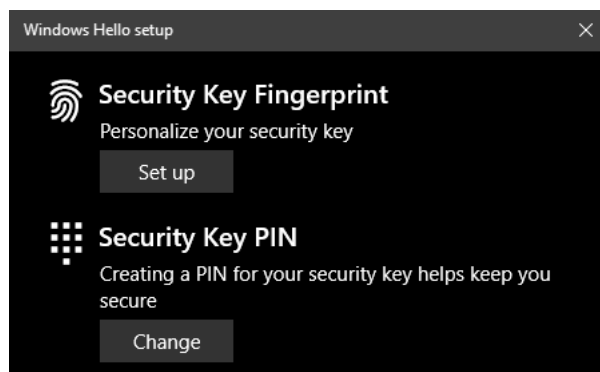 Windows Hello setup
Security Key Fingerprint
Personalize your security key
Set up
Security Key PIN
Creating a PIN for your security key helps keep you
secure
Change